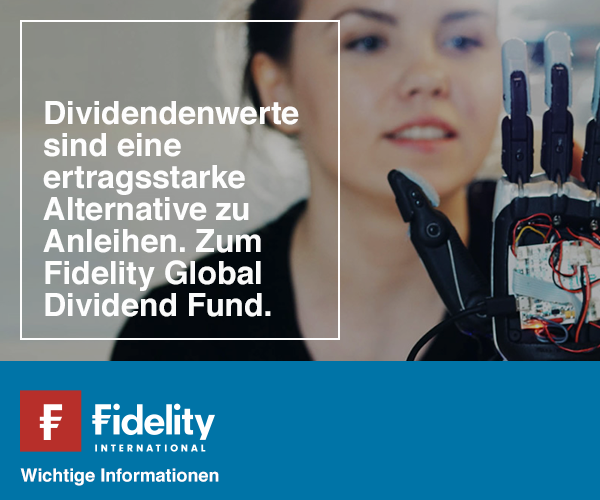 Dividendenwerte
sind eine
ertragsstarke
Alternative zu
Anleihen. Zum
Fidelity Global
Dividend Fund.
Fidelity
INTERNATIONAL
Wichtige Informationen